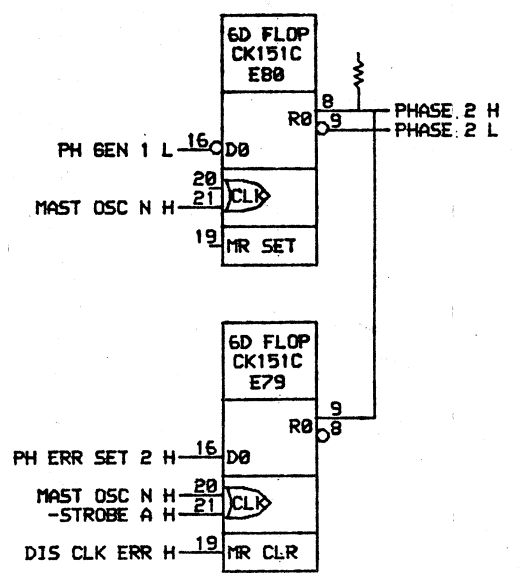 6D FLOP
CK151C
E80
8
PHASE 2 H
R0
9
PHASE 2 L
PH GEN 1 L
16
D0
20
CLK
MAST OSC N H
21
19
MR SET
6D FLOP
CK151C
E79
9
R0
8
PH ERR SET 2 H
16
D0
MAST OSC N H
20
CLK
-STROBE A H
21
DIS CLK ERR H
19
MR CLR